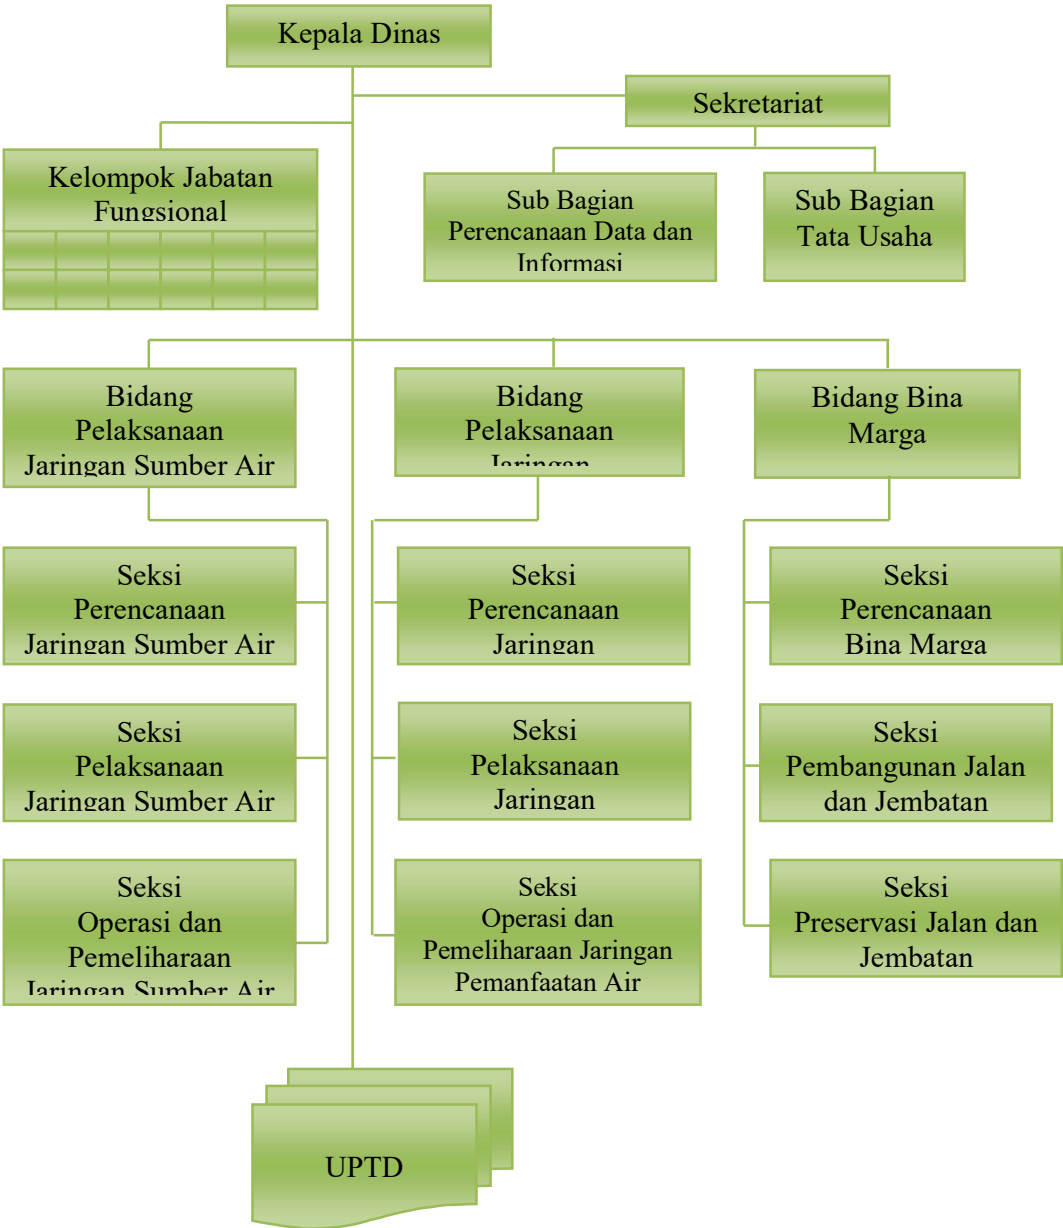 Kepala Dinas
Sekretariat
Kelompok Jabatan
Fungsional
Sub Bagian
Perencanaan Data dan
Informasi
Sub Bagian
Tata Usaha
Bidang
Pelaksanaan
Jaringan Sumber Air
Bidang
Pelaksanaan
Jaringan
Bidang Bina
Marga
Seksi
Perencanaan
Jaringan Sumber Air
Seksi
Perencanaan
Jaringan
Seksi
Perencanaan
Bina Marga
Seksi
Pelaksanaan
Jaringan Sumber Air
Seksi
Pelaksanaan
Jaringan
Seksi
Pembangunan Jalan
dan Jembatan
Seksi
Operasi dan
Pemeliharaan
Jaringan Sumber Air
Seksi
Operasi dan
Pemeliharaan Jaringan
Pemanfaatan Air
Seksi
Preservasi Jalan dan
Jembatan
UPTD